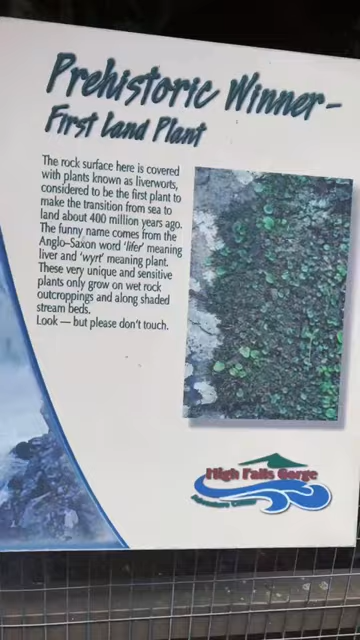 Prehistoric Winner-
First Land Plant
The rock surface here is covered
with plants known as liverworts,
considered to be the first plant to
make the transition from sea to
land about 400 million years ago.
The funny name comes from the
Anglo-Saxon word 'lifer' meaning
liver and 'wyrt' meaning plant.
These very unique and sensitive
plants only grow on wet rock
outcroppings and along shaded
stream beds.
Look — but please don't touch.
High Falls Gorge
Adventure Center